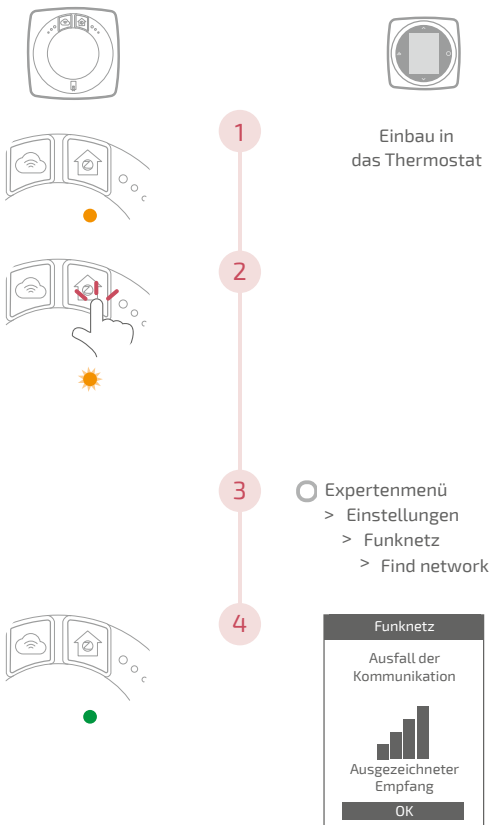 1
Einbau in
das Thermostat
2
3
Expertenmenü
> Einstellungen
> Funknetz
> Find network
4
Funknetz
Ausfall der
Kommunikation
Ausgezeichneter
Empfang
OK